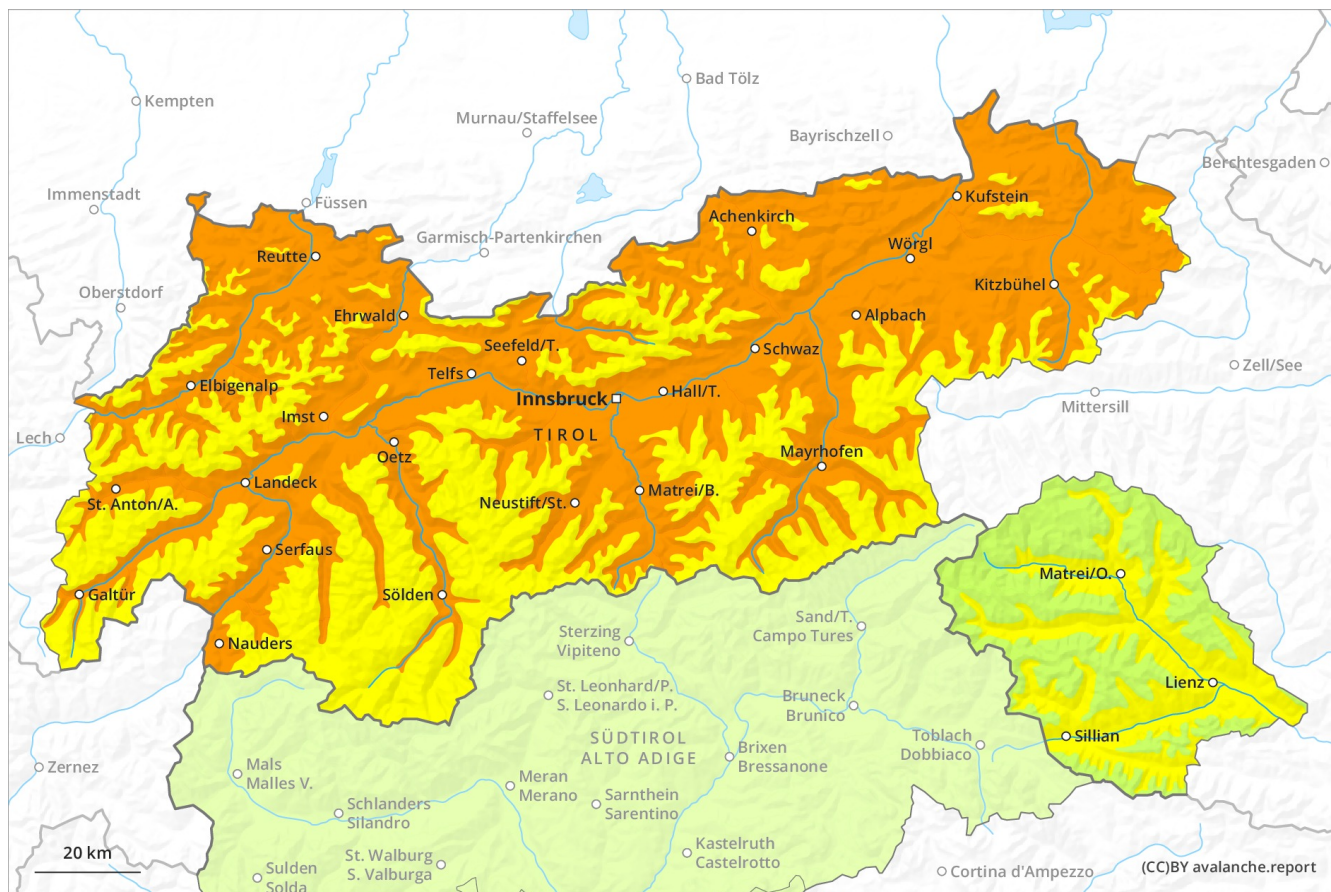 Kempten
Bad Tölz
Murnau/Staffelsee
Bayrischzell
Berchtesgaden
Immenstadt
Füssen
Kufstein
Achenkirch
Garmisch-Partenkirchen
Wörgl
Reutte
Oberstdorf
Kitzbühel
Ehrwald
Alpbach
Seefeld/T.
Schwaz
Zell/See
Telfs
Elbigenalp
Hall/T.
Innsbruck
Mittersill
Imst
TIROL
Lech
Oetz
Mayrhofen
Landeck
Matrei/B.
St. Anton/A.
Neustift/St.
Serfaus
Matrei/O.
Galtür
Sölden
Sand/T.
Campo Tures
Sterzing
Vipiteno
Nauders
Lienz
St. Leonhard/P.
S. Leonardo i. P.
Bruneck
Brunico
Sillian
SÜDTIROL
ALTO ADIGE
Toblach
Dobbiaco
Brixen
Bressanone
Zernez
Mals
Malles V.
Meran
Merano
Sarnthein
Sarentino
Schlanders
Silandro
20 km
St. Walburg
S. Valburga
Kastelruth
Castelrotto
Sulden
Solda
Cortina d'Ampezzo
(CC)BY avalanche.report